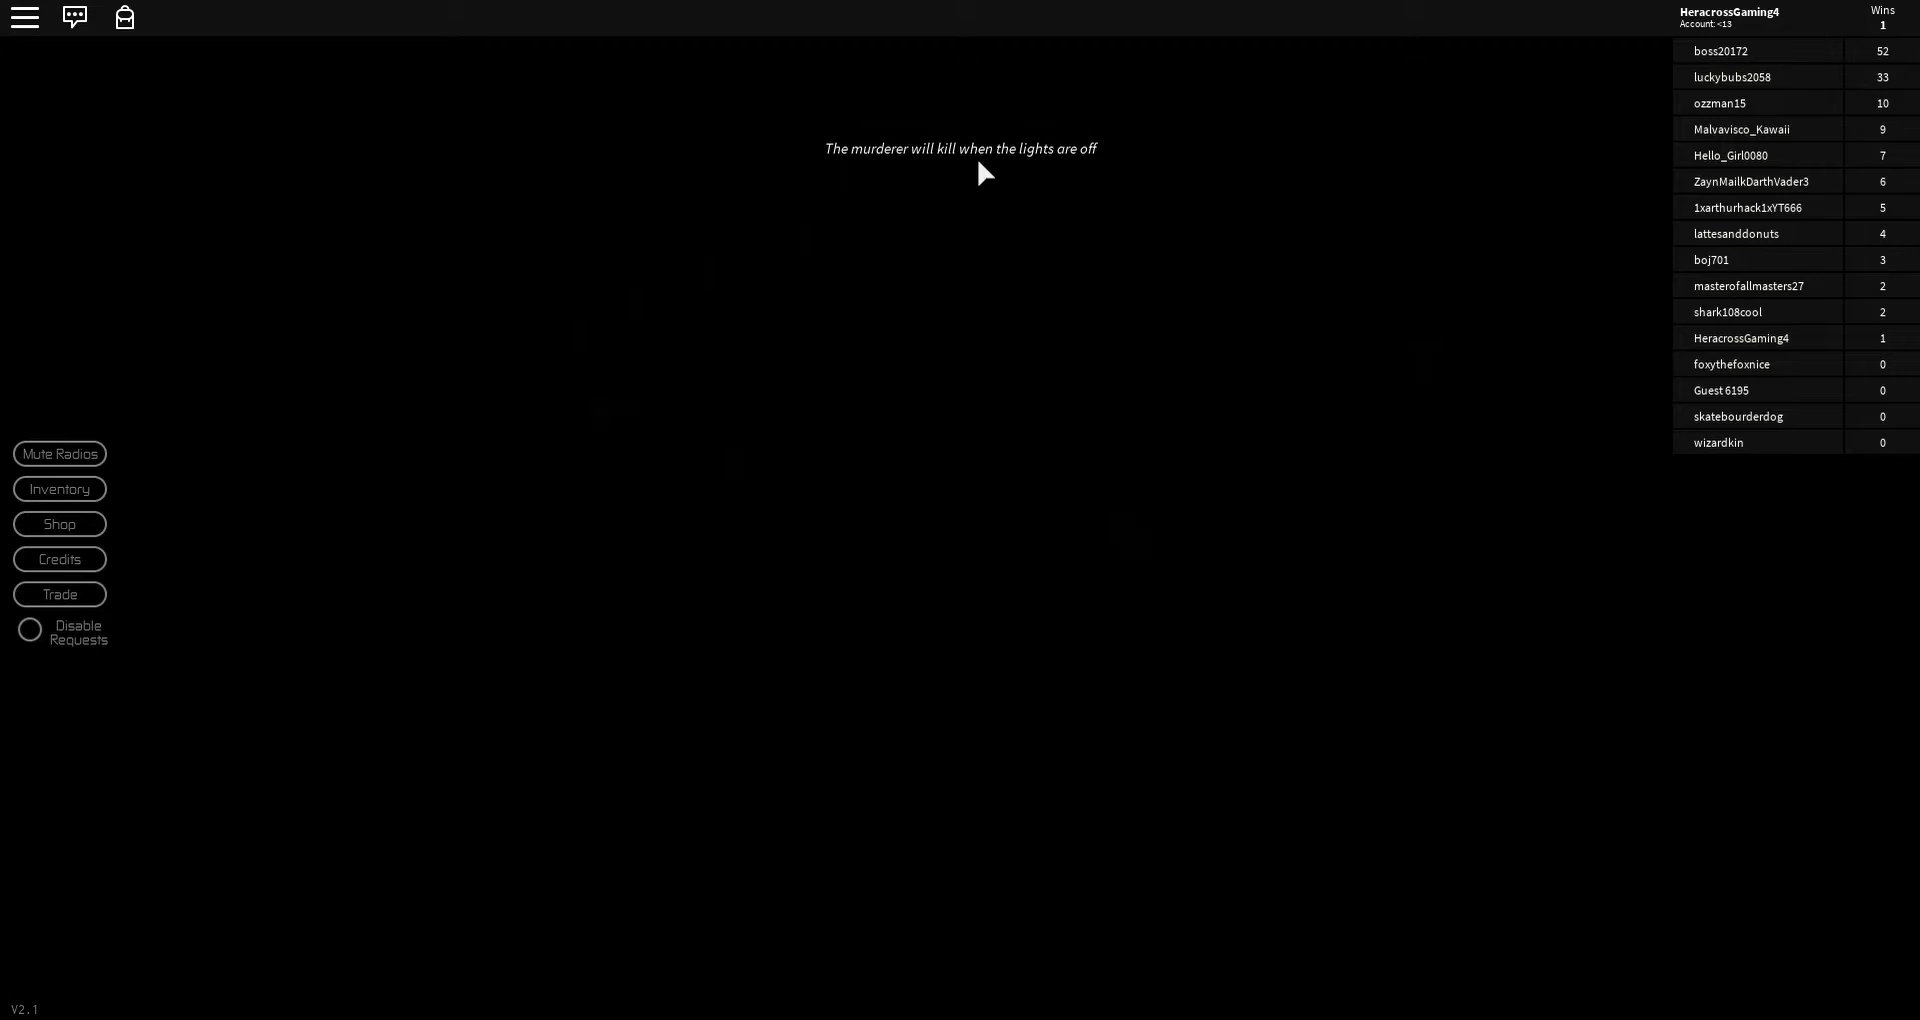 HeracrossGaming4 Wins
Account: <13 1
The murderer will kill when the lights are off
boss20172 52
luckybubs2058 33
ozzman15 10
Malvavisco_Kawaii 9
Hello_Girl0080 7
ZaynMailkDarthVader3 6
1xarthurhack1xYT666 5
lattesanddonuts 4
boj701 3
masterofallmasters27 2
shark108cool 2
HeracrossGaming4 1
foxythefoxnice 0
Guest 6195 0
skatebourderdog 0
wizardkin 0
Mute Radios
Inventory
Shop
Credits
Trade
Disable
Requests
V2.1